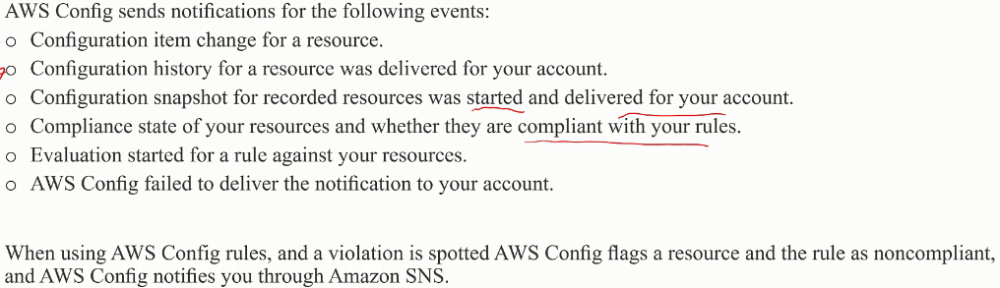 AWS Config sends notifications for the following events:
o Configuration item change for a resource.
o Configuration history for a resource was delivered for your account.
o Configuration snapshot for recorded resources was started and delivered for your account.
o Compliance state of your resources and whether they are compliant with your rules.
o Evaluation started for a rule against your resources.
o AWS Config failed to deliver the notification to your account.
When using AWS Config rules, and a violation is spotted AWS Config flags a resource and the rule as noncompliant,
and AWS Config notifies you through Amazon SNS.